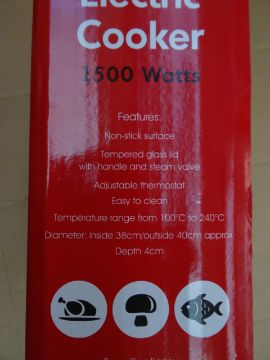 Electric
Cooker
1500 Watts
Features:
Non-stick surface
Tempered glass lid
with handle and steam valve
Adjustable thermostat
Easy to clean
Temperature range from 100°C to 240°C
Diameter: inside 38cm/outside 40cm approx
Depth 4cm